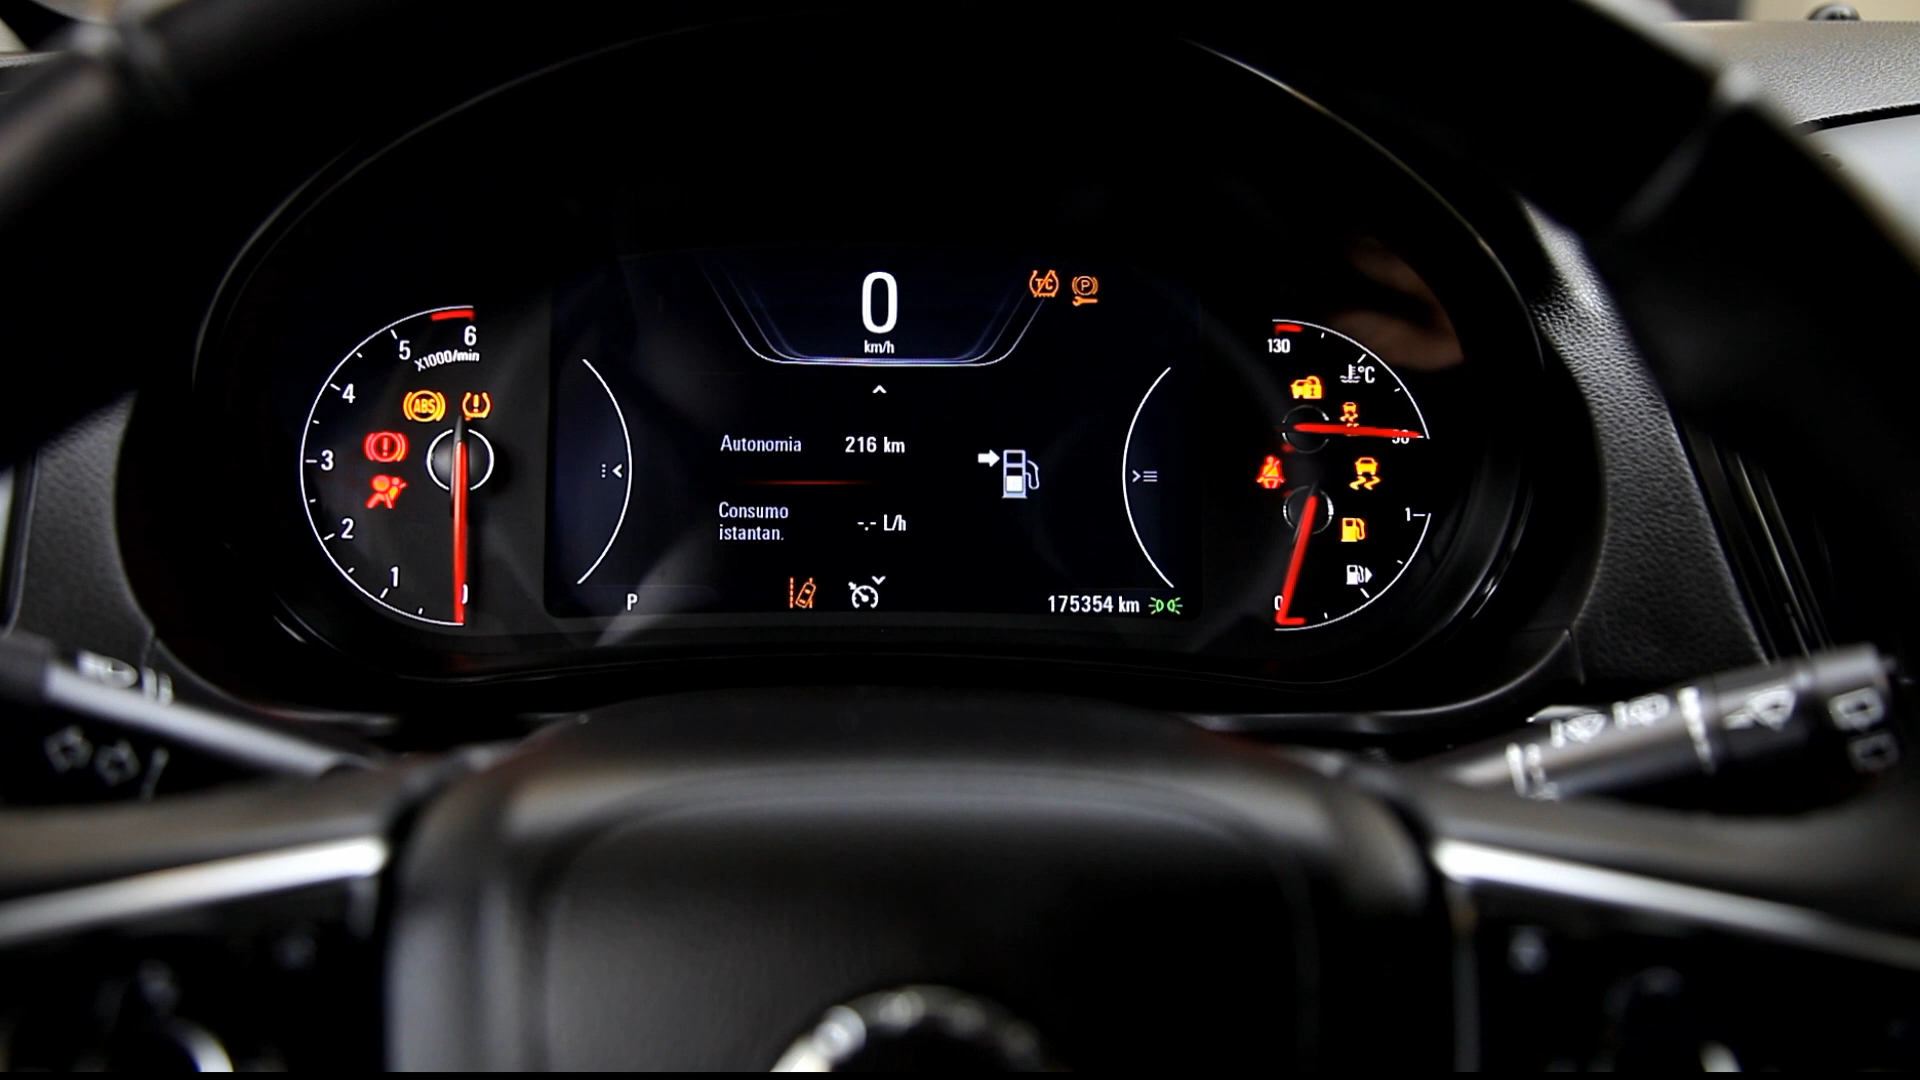 0
km/h
6
5
X1000/min
4
3
2
1
ABS
!
!
T/C
P
Autonomia 216 km
Consumo
istantan. -.- L/h
P
175354 km
130
°C
1
0